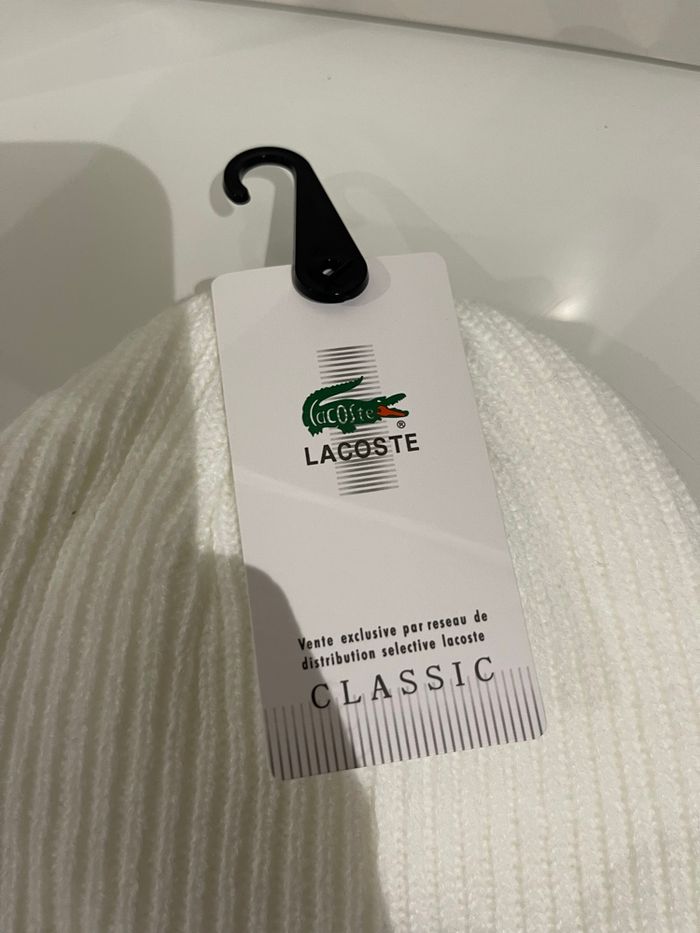 Lacoste
®
LACOSTE
Vente exclusive par reseau de
distribution selective lacoste
CLASSIC